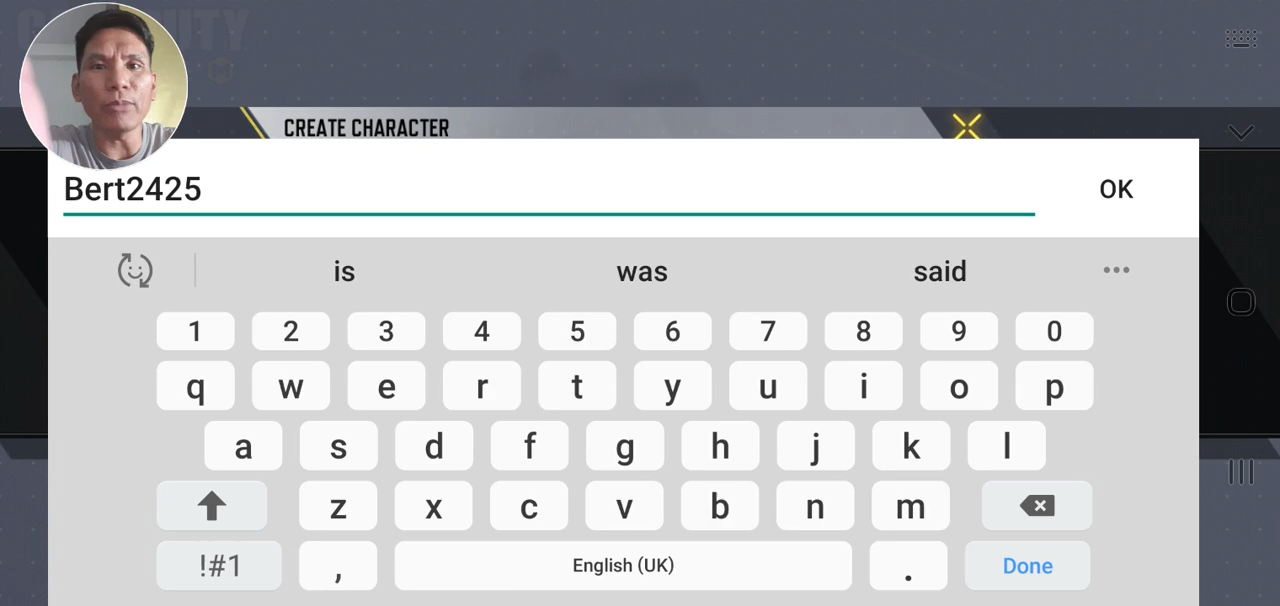 CREATE CHARACTER
Bert2425
OK
is was said •••
1 2 3 4 5 6 7 8 9 0
q w e r t y u i o p
a s d f g h j k l
z x c v b n m
!#1 , English (UK) . Done